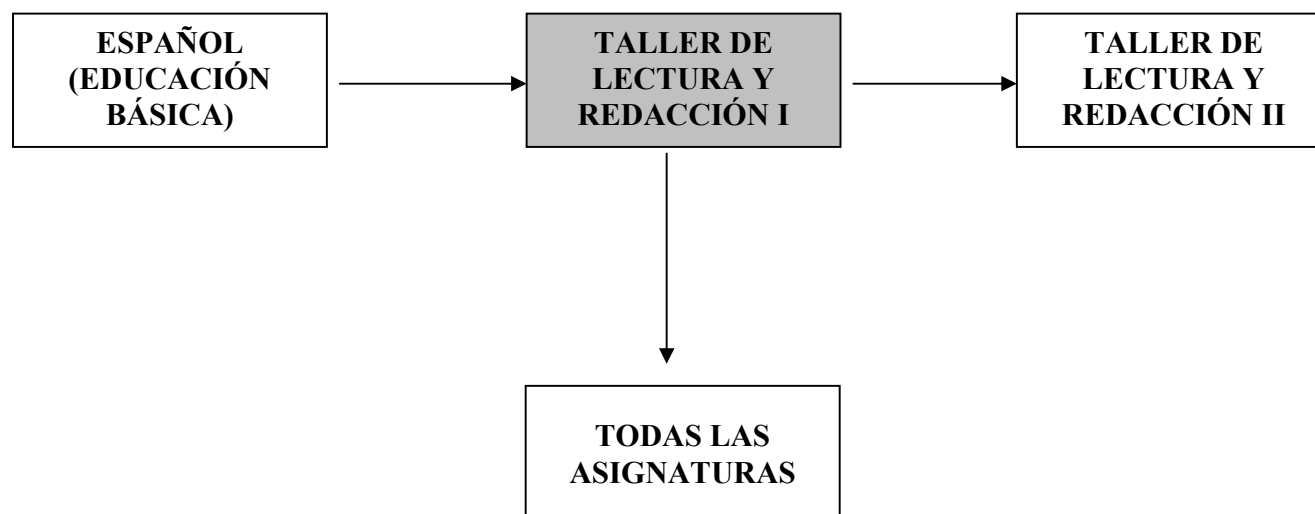 ESPAÑOL
(EDUCACIÓN
BÁSICA)
TALLER DE
LECTURA Y
REDACCIÓN I
TALLER DE
LECTURA Y
REDACCIÓN II
TODAS LAS
ASIGNATURAS